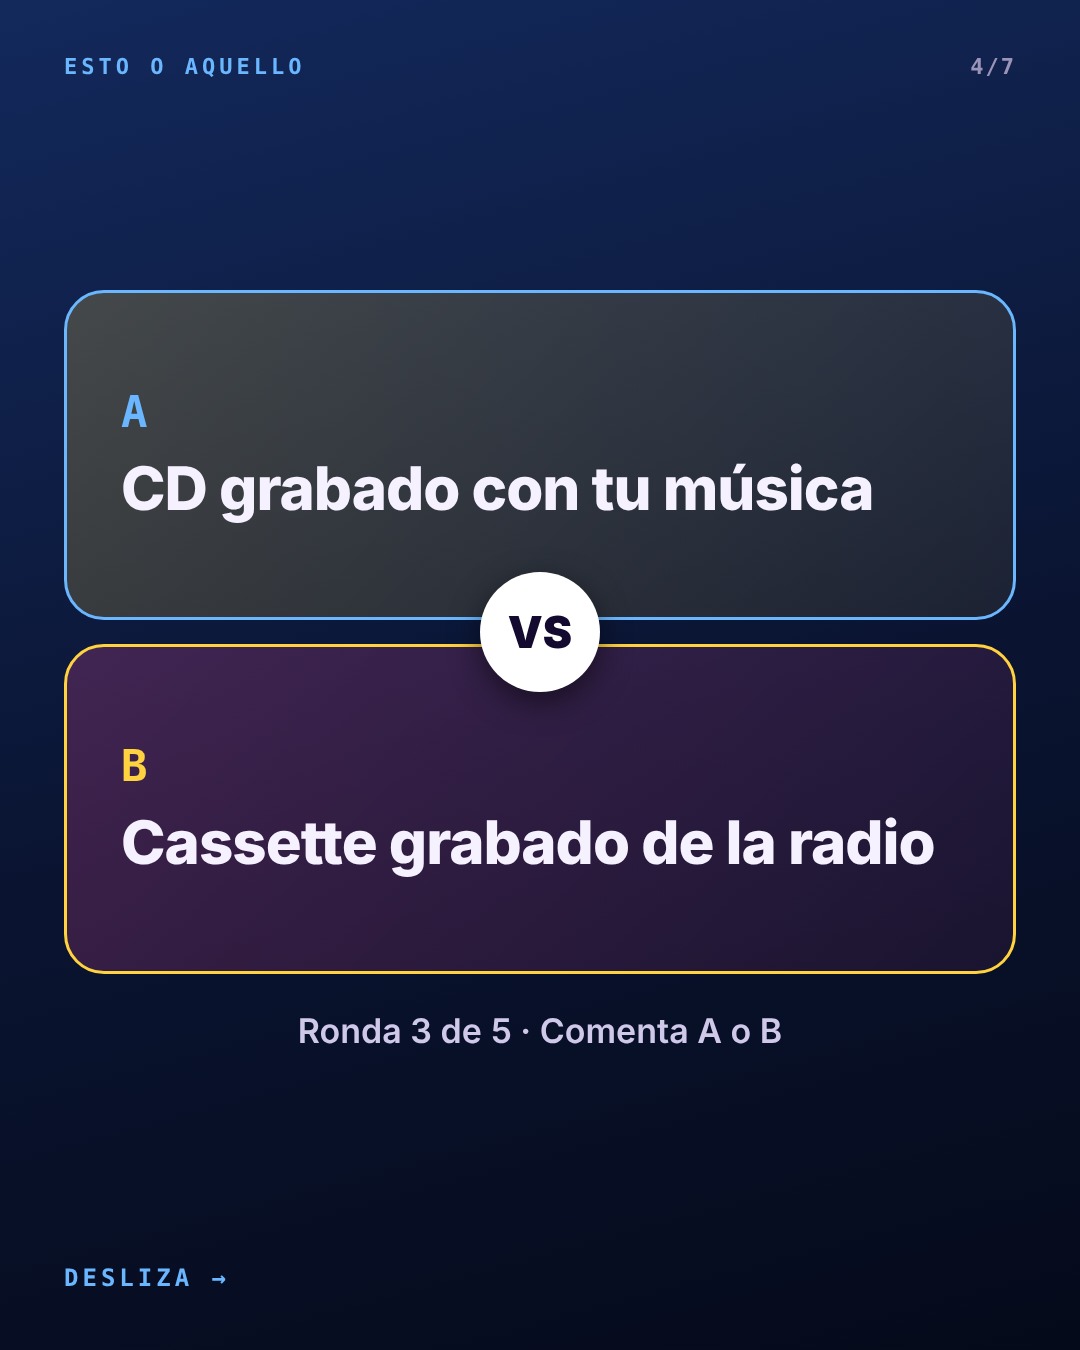 ESTO O AQUELLO
4/7
A
CD grabado con tu música
VS
B
Cassette grabado de la radio
Ronda 3 de 5 · Comenta A o B
DESLIZA →